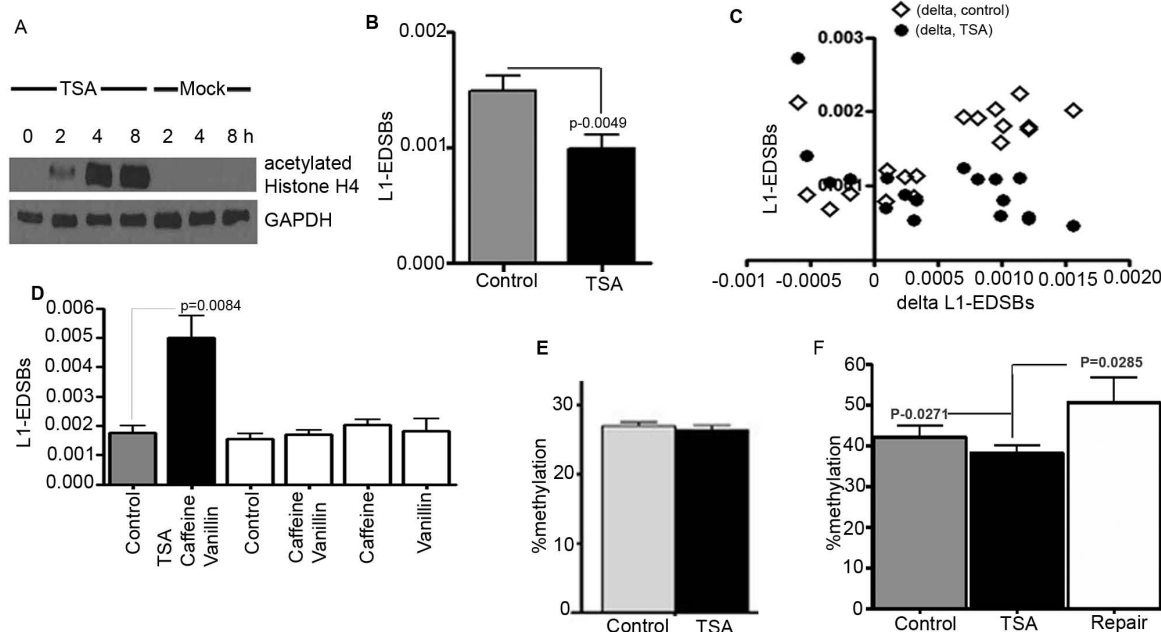 A
TSA Mock
0 2 4 8 2 4 8 h
acetylated
Histone H4
GAPDH
B
0.002
0.001
0.000
L1-EDSBs
p-0.0049
Control
TSA
C
(delta, control)
(delta, TSA)
0.003
0.002
0.001
L1-EDSBs
-0.001 -0.0005 0 0.0005 0.0010 0.0015 0.0020
delta L1-EDSBs
D
p=0.0084
0.006
0.005
0.004
0.003
0.002
0.001
0.000
L1-EDSBs
Control
TSA
Caffeine
Vanillin
Control
Caffeine
Vanillin
Caffeine
Vanillin
E
30
20
10
0
%methylation
Control
TSA
F
60
50
40
30
20
10
0
%methylation
P-0.0271
P=0.0285
Control
TSA
Repair